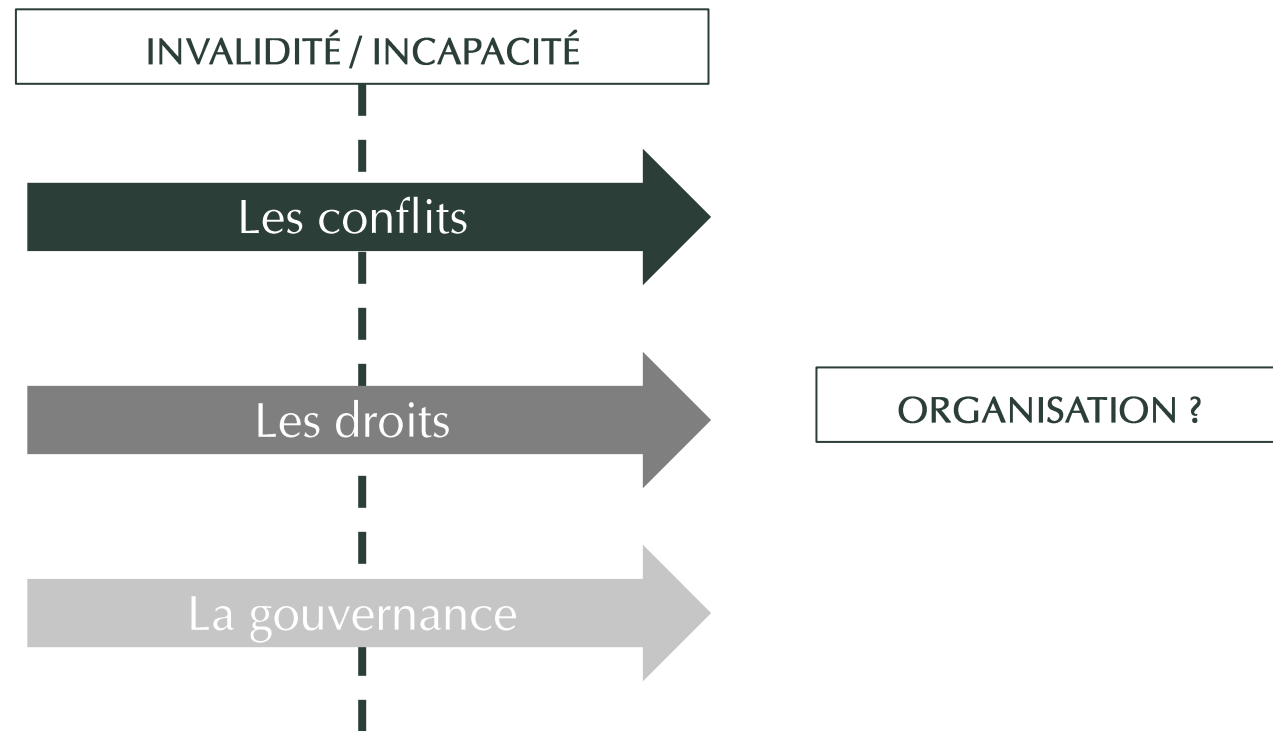 INVALIDITÉ / INCAPACITÉ
Les conflits
Les droits
ORGANISATION ?
La gouvernance